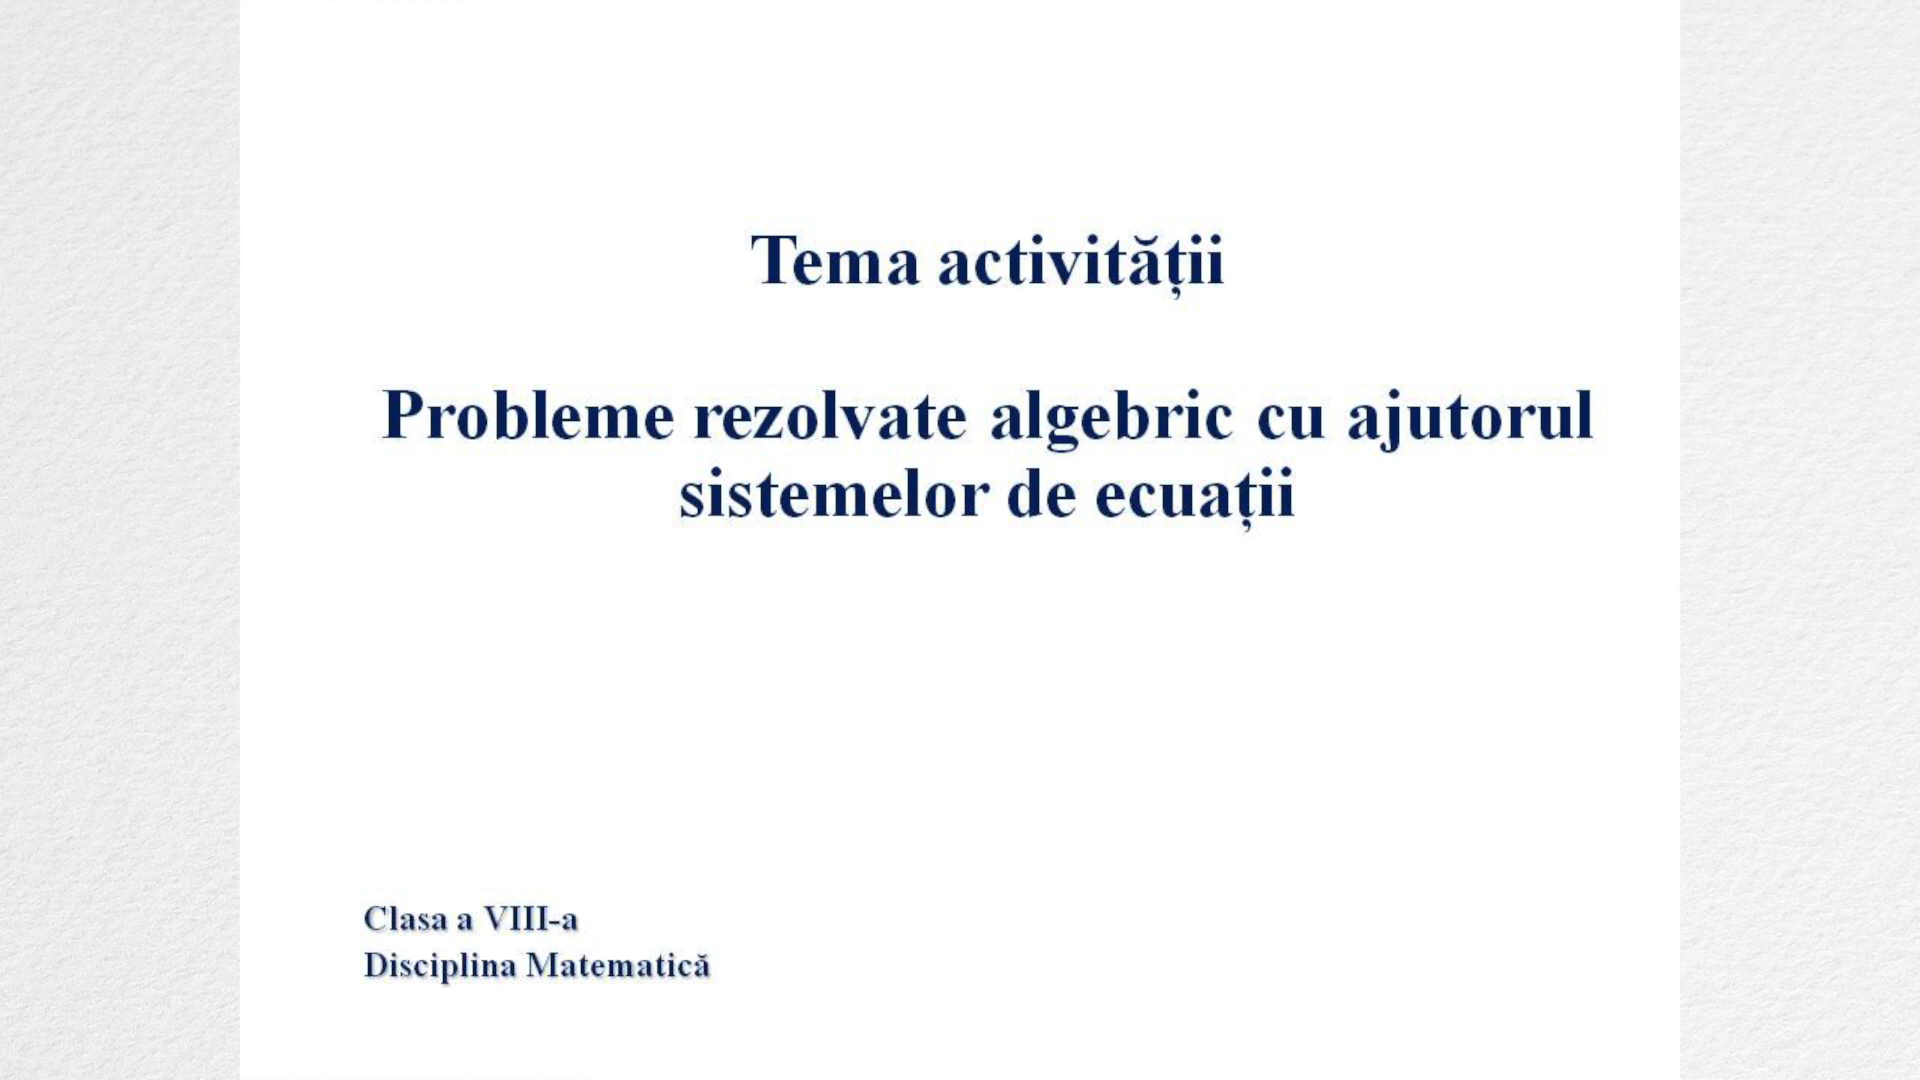 Tema activității
Probleme rezolvate algebric cu ajutorul
sistemelor de ecuații
Clasa a VIII-a
Disciplina Matematică